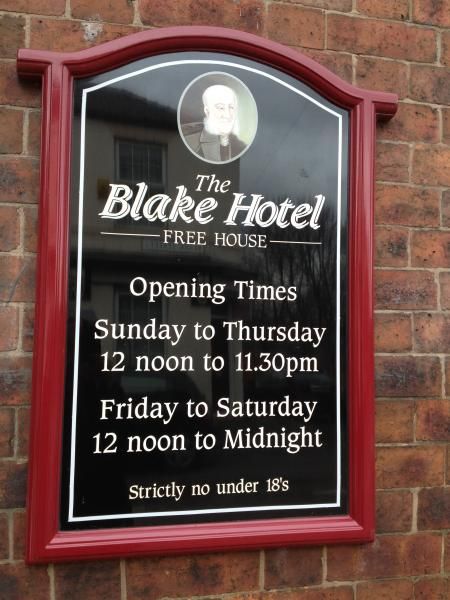 The
Blake Hotel
FREE HOUSE
Opening Times
Sunday to Thursday
12 noon to 11.30pm
Friday to Saturday
12 noon to Midnight
Strictly no under 18's